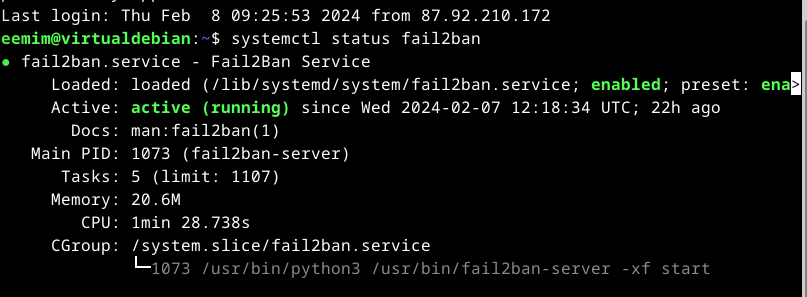 Last login: Thu Feb  8 09:25:53 2024 from 87.92.210.172
eemim@virtualdebian:~$ systemctl status fail2ban
● fail2ban.service - Fail2Ban Service
     Loaded: loaded (/lib/systemd/system/fail2ban.service; enabled; preset: ena>
     Active: active (running) since Wed 2024-02-07 12:18:34 UTC; 22h ago
       Docs: man:fail2ban(1)
   Main PID: 1073 (fail2ban-server)
      Tasks: 5 (limit: 1107)
     Memory: 20.6M
        CPU: 1min 28.738s
     CGroup: /system.slice/fail2ban.service
             └─1073 /usr/bin/python3 /usr/bin/fail2ban-server -xf start